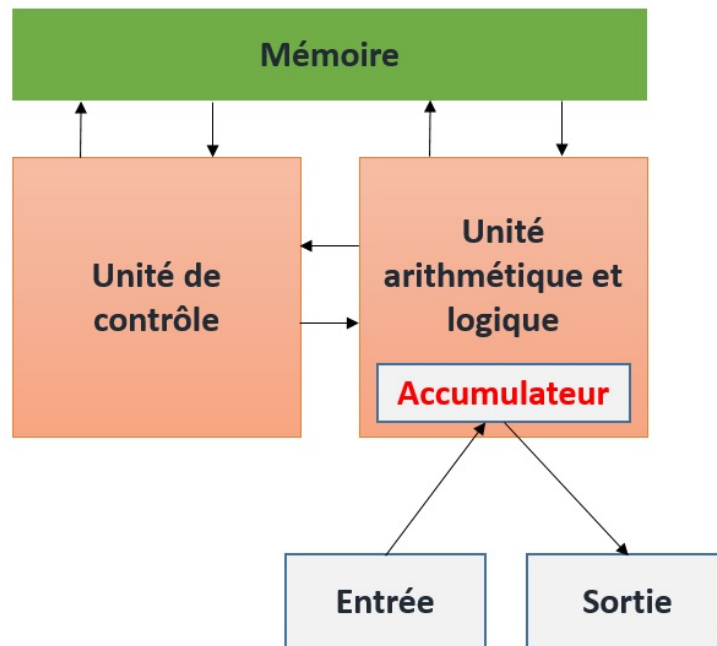 Mémoire
Unité de
contrôle
Unité
arithmétique et
logique
Accumulateur
Entrée
Sortie